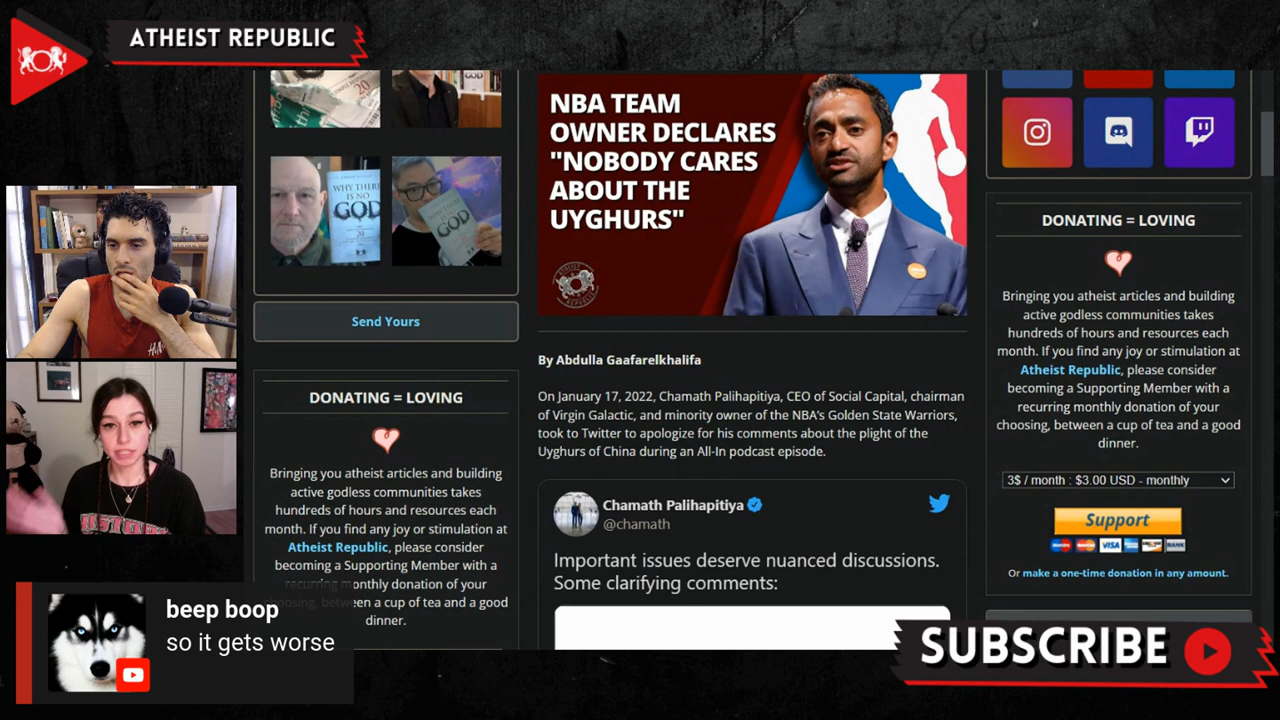 ATHEIST REPUBLIC
WHY THERE
IS NO
GOD
20
Send Yours
DONATING = LOVING
Bringing you atheist articles and building
active godless communities takes
hundreds of hours and resources each
month. If you find any joy or stimulation at
Atheist Republic, please consider
becoming a Supporting Member with a
recurring monthly donation of your
choosing, between a cup of tea and a good
dinner.
NBA TEAM
OWNER DECLARES
"NOBODY CARES
ABOUT THE
UYGHURS"
By Abdulla Gaafarelkhalifa
On January 17, 2022, Chamath Palihapitiya, CEO of Social Capital, chairman
of Virgin Galactic, and minority owner of the NBA's Golden State Warriors,
took to Twitter to apologize for his comments about the plight of the
Uyghurs of China during an All-In podcast episode.
Chamath Palihapitiya
@chamath
Important issues deserve nuanced discussions.
Some clarifying comments:
DONATING = LOVING
Bringing you atheist articles and building
active godless communities takes
hundreds of hours and resources each
month. If you find any joy or stimulation at
Atheist Republic, please consider
becoming a Supporting Member with a
recurring monthly donation of your
choosing, between a cup of tea and a good
dinner.
3$ / month : $3.00 USD - monthly
Support
VISA
BANK
Or make a one-time donation in any amount.
beep boop
so it gets worse
SUBSCRIBE